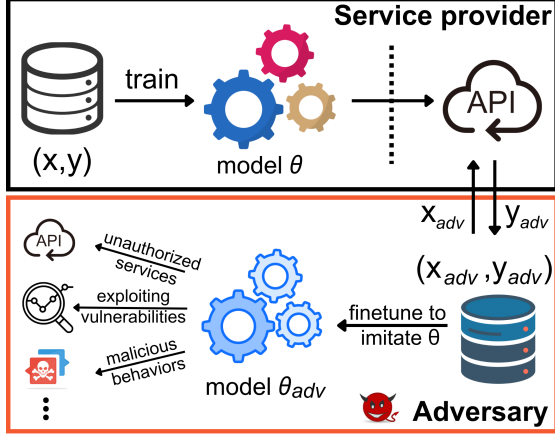 Service provider
train
API
(x,y)
model θ
x_adv
y_adv
API
unauthorized
services
(x_adv ,y_adv)
exploiting
vulnerabilities
finetune to
imitate θ
malicious
behaviors
model θ_adv
Adversary